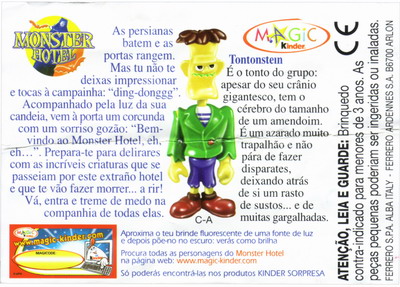 MONSTER
HOTEL
As persianas
batem e as
portas rangem.
Mas tu não te
deixas impressionar
e tocas à campainha: “ding-donggg”.
Acompanhado pela luz da sua
candeia, vem à porta um corcunda
com um sorriso gozão: “Bem-
vindo ao Monster Hotel, eh,
eh…”. Prepara-te para delirares
com as incríveis criaturas que se
passeiam por este extraño hotel
e que te vão fazer morrer... a rir!
Vá, entra e treme de medo na
companhia de todas elas.
C-A
MAGIC
Kinder
Tontonstein
É o tonto do grupo:
apesar do seu crânio
gigantesco, tem o
cérebro do tamanho
de um amendoim.
É um azarado muito
trapalhão e não
pára de fazer
disparates,
deixando atrás
de si um rasto
de sustos... e de
muitas gargalhadas.
www.magic-kinder.com
MAGICODE
Aproxima o teu brinde fluorescente de uma fonte de luz
e depois põe-no no escuro: verás como brilha
Procura todas as personagens do Monster Hotel
na página web: www.magic-kinder.com
Só poderás encontrá-las nos produtos KINDER SORPRESA
CE
ATENÇÃO, LEIA E GUARDE: Brinquedo
contra-indicado para menores de 3 anos. As
peças pequenas poderiam ser ingeridas ou inaladas.
FERRERO S.P.A. ALBA ITALY - FERRERO ARDENNES S.A. B6700 ARLON